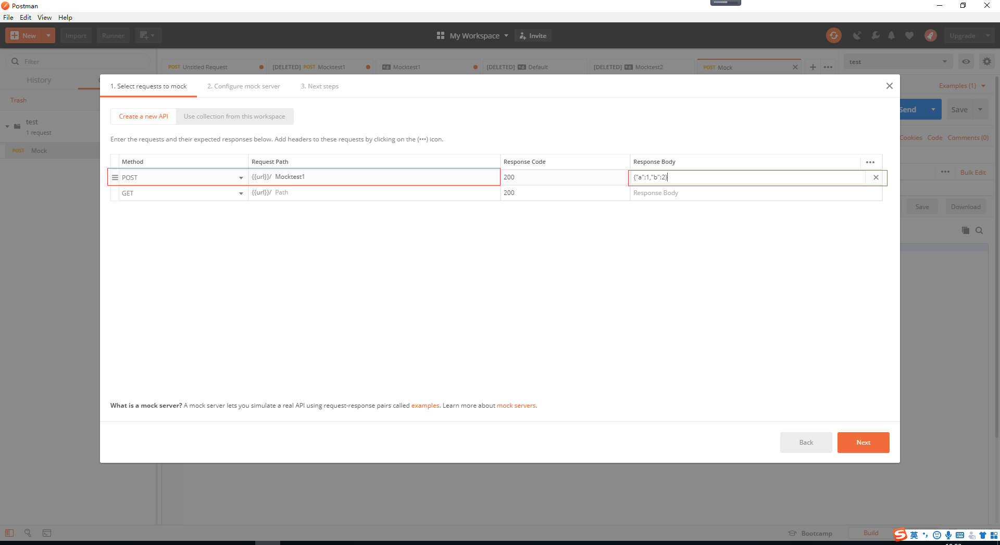 Postman
File Edit View Help
New Import Runner My Workspace Invite Upgrade
Filter
POST Untitled Request [DELETED] POST Mocktest1 Mocktest1 [DELETED] Default [DELETED] Mocktest2 POST Mock test
History
Trash
test
1 request
POST Mock
1. Select requests to mock 2. Configure mock server 3. Next steps
Examples (1)
Send Save
Create a new API Use collection from this workspace
Enter the requests and their expected responses below. Add headers to these requests by clicking on the (•••) icon.
Cookies Code Comments (0)
Method Request Path Response Code Response Body •••
POST {{url}}/ Mocktest1 200 {"a":1,"b":2}
GET {{url}}/ Path 200 Response Body
••• Bulk Edit
Save Download
What is a mock server? A mock server lets you simulate a real API using request-response pairs called examples. Learn more about mock servers.
Back Next
Bootcamp Build
英